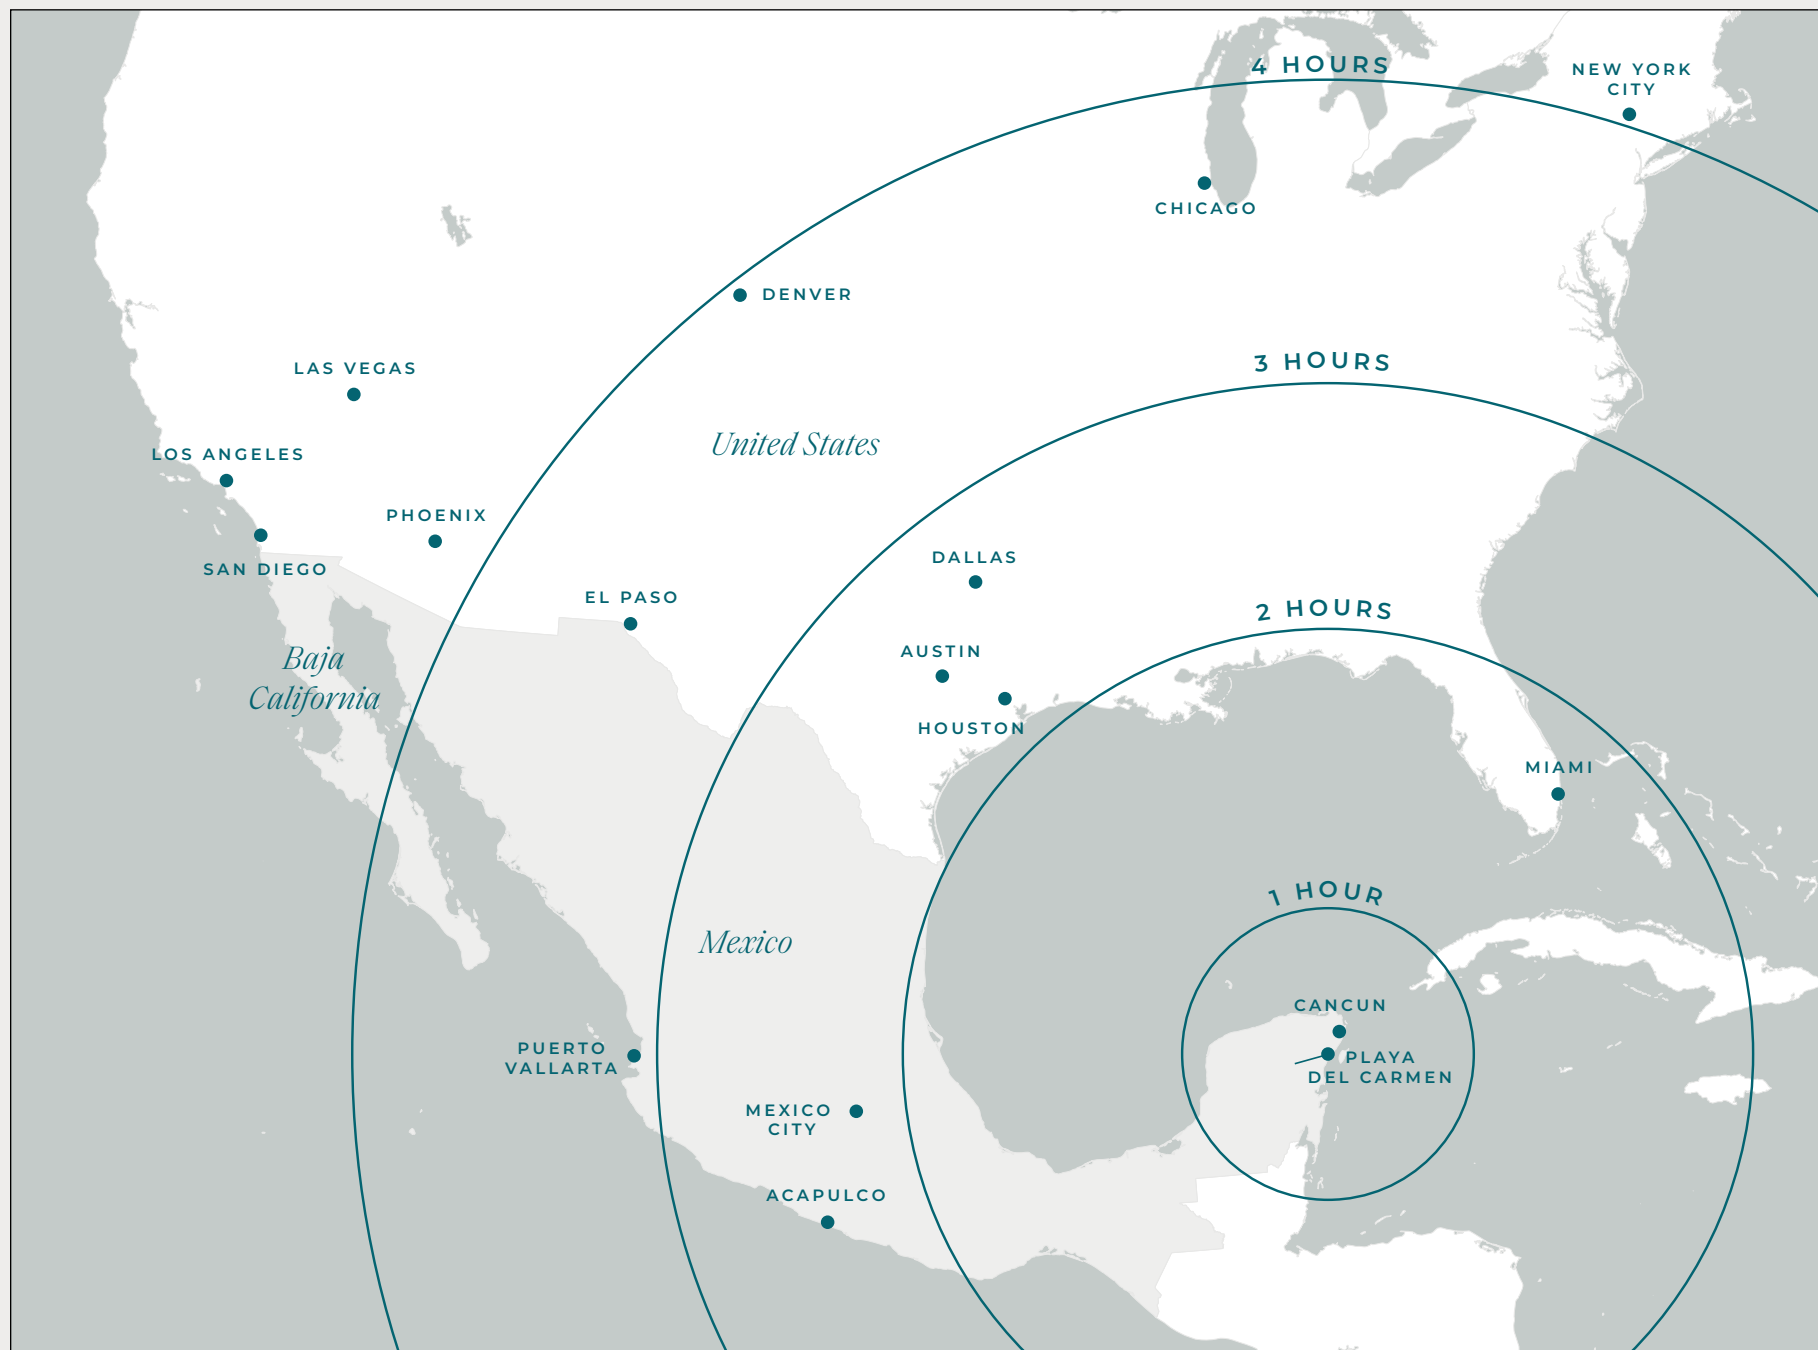 4 HOURS
NEW YORK
CITY
CHICAGO
DENVER
LAS VEGAS
3 HOURS
United States
LOS ANGELES
PHOENIX
DALLAS
SAN DIEGO
EL PASO
2 HOURS
AUSTIN
Baja
California
HOUSTON
MIAMI
1 HOUR
Mexico
CANCUN
PUERTO
VALLARTA
PLAYA
DEL CARMEN
MEXICO
CITY
ACAPULCO